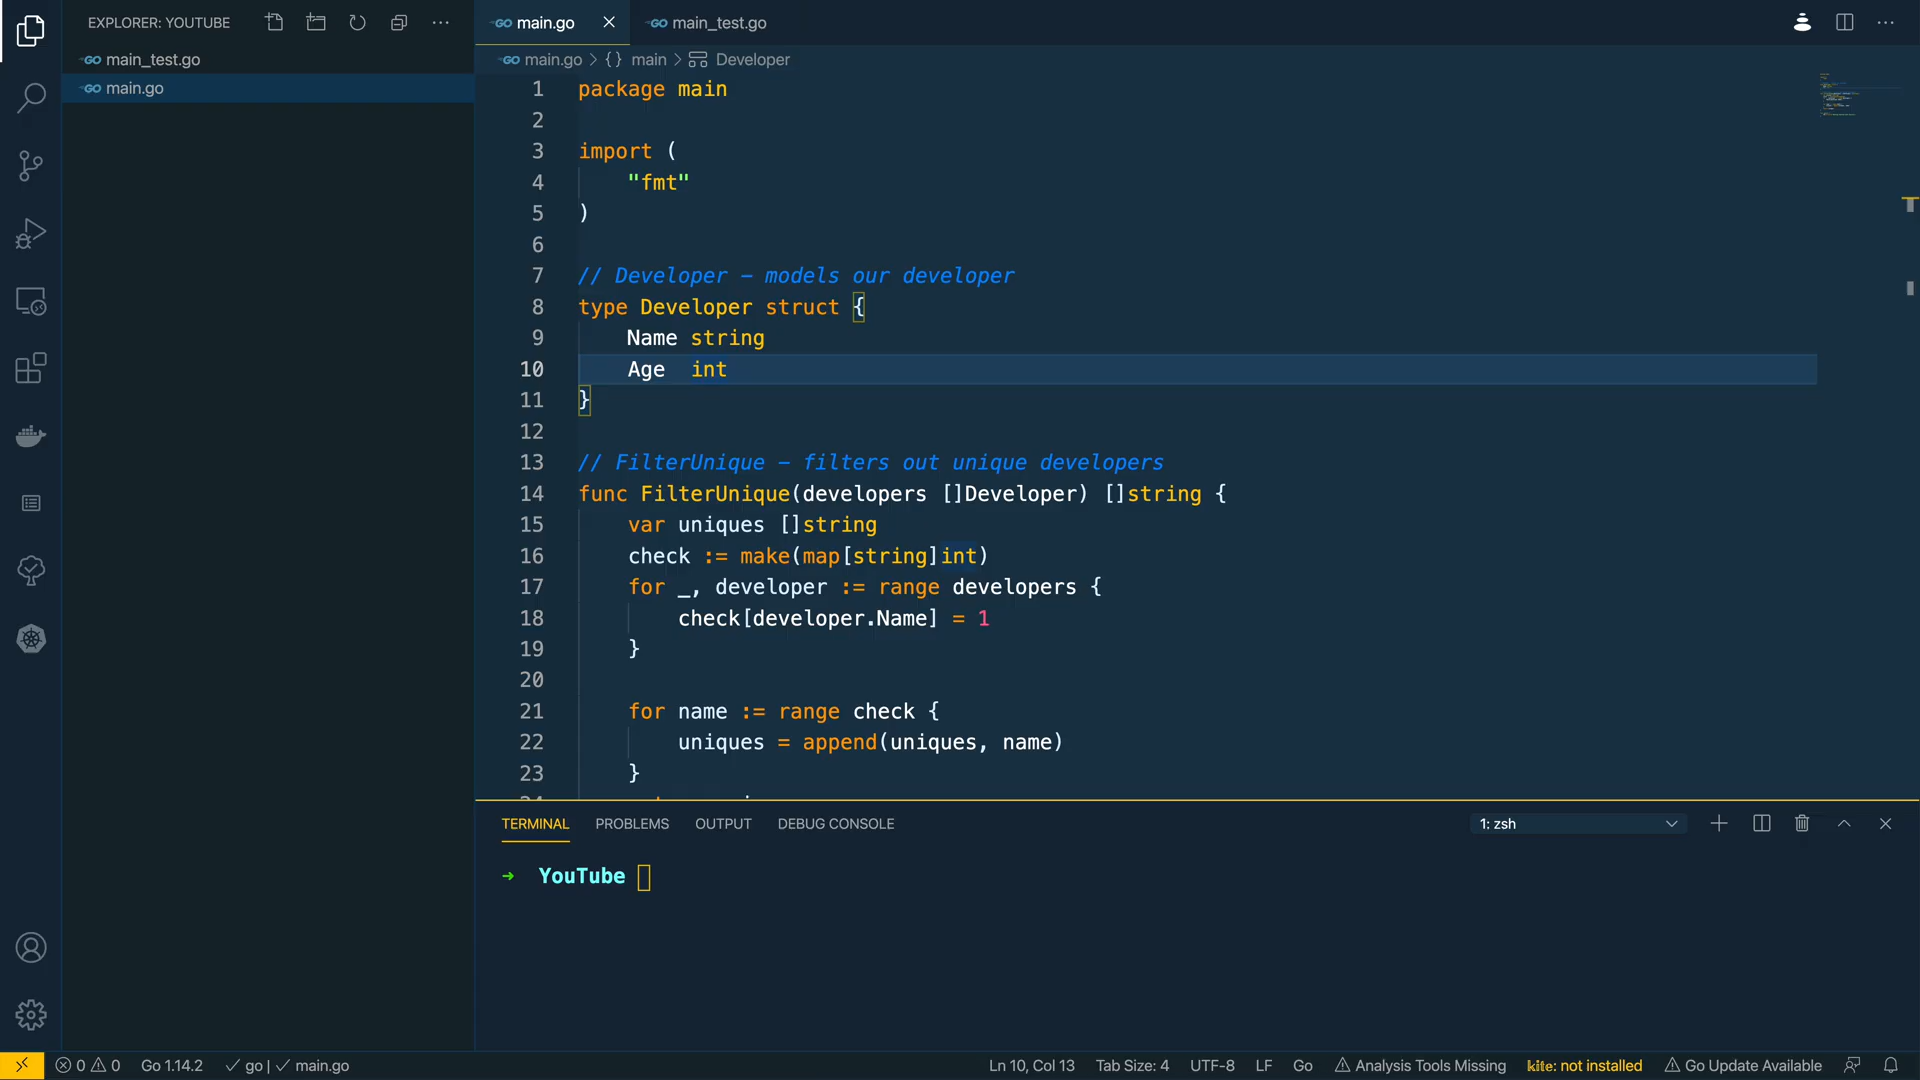 EXPLORER: YOUTUBE
GO main_test.go
GO main.go
GO main.go
GO main_test.go
GO main.go > {} main > Developer
1 package main
2
3 import (
4 "fmt"
5 )
6
7 // Developer – models our developer
8 type Developer struct {
9 Name string
10 Age int
11 }
12
13 // FilterUnique – filters out unique developers
14 func FilterUnique(developers []Developer) []string {
15 var uniques []string
16 check := make(map[string]int)
17 for _, developer := range developers {
18 check[developer.Name] = 1
19 }
20
21 for name := range check {
22 uniques = append(uniques, name)
23 }
TERMINAL PROBLEMS OUTPUT DEBUG CONSOLE 1: zsh
→ YouTube
0 0 Go 1.14.2 ✓ go | ✓ main.go Ln 10, Col 13 Tab Size: 4 UTF-8 LF Go Analysis Tools Missing kite: not installed Go Update Available